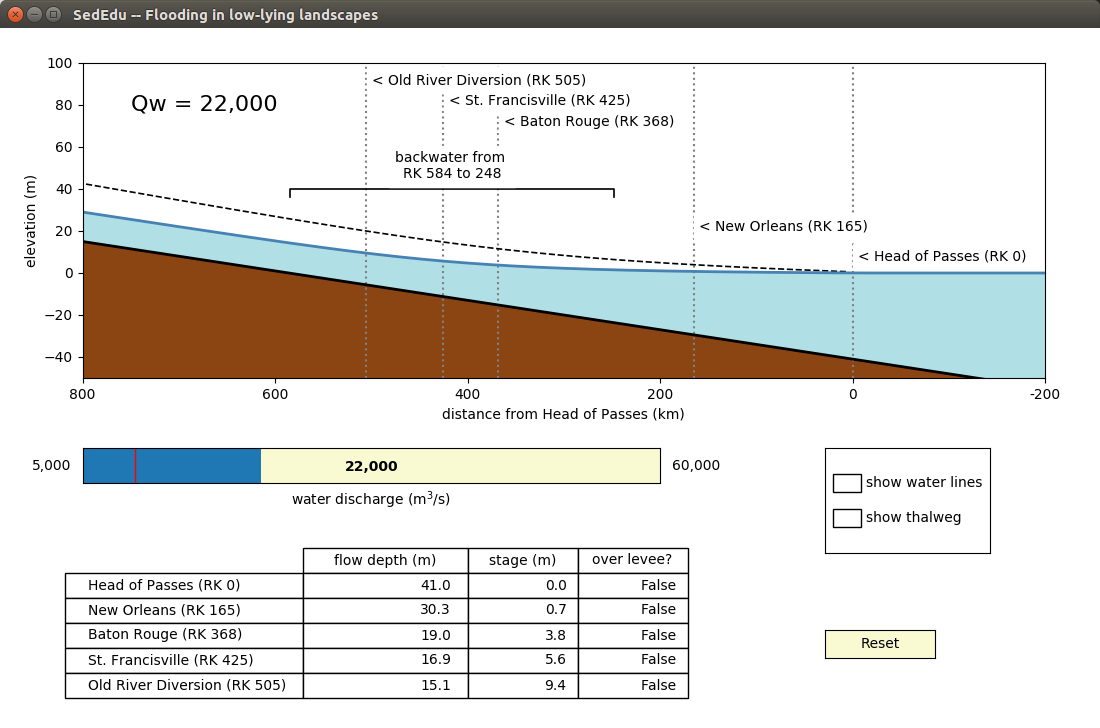 SedEdu -- Flooding in low-lying landscapes
100
80
60
40
20
0
−20
−40
elevation (m)
Qw = 22,000
< Old River Diversion (RK 505)
< St. Francisville (RK 425)
< Baton Rouge (RK 368)
backwater from
RK 584 to 248
< New Orleans (RK 165)
< Head of Passes (RK 0)
800 600 400 200 0 -200
distance from Head of Passes (km)
5,000 22,000 60,000
water discharge (m³/s)
show water lines
show thalweg
flow depth (m) stage (m) over levee?
Head of Passes (RK 0) 41.0 0.0 False
New Orleans (RK 165) 30.3 0.7 False
Baton Rouge (RK 368) 19.0 3.8 False
St. Francisville (RK 425) 16.9 5.6 False
Old River Diversion (RK 505) 15.1 9.4 False
Reset